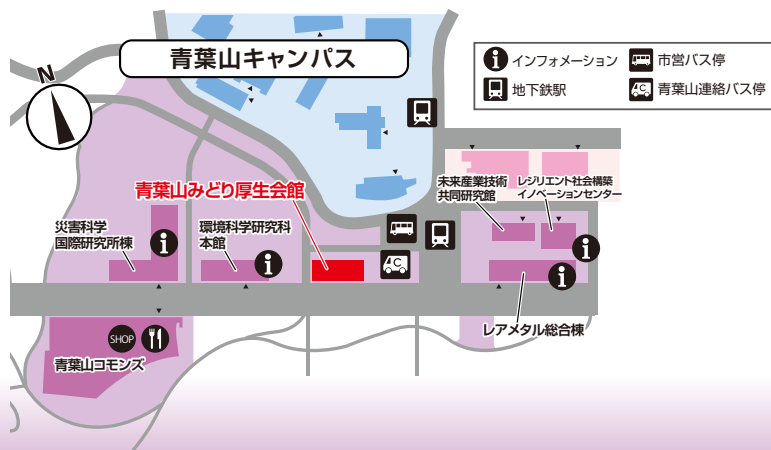 青葉山キャンパス
N
インフォメーション
市営バス停
地下鉄駅
青葉山連絡バス停
C
青葉山みどり厚生会館
未来産業技術
共同研究館
レジリエント社会構築
イノベーションセンター
災害科学
国際研究所棟
環境科学研究科
本館
i
i
i
i
C
レアメタル総合棟
SHOP
青葉山コモンズ